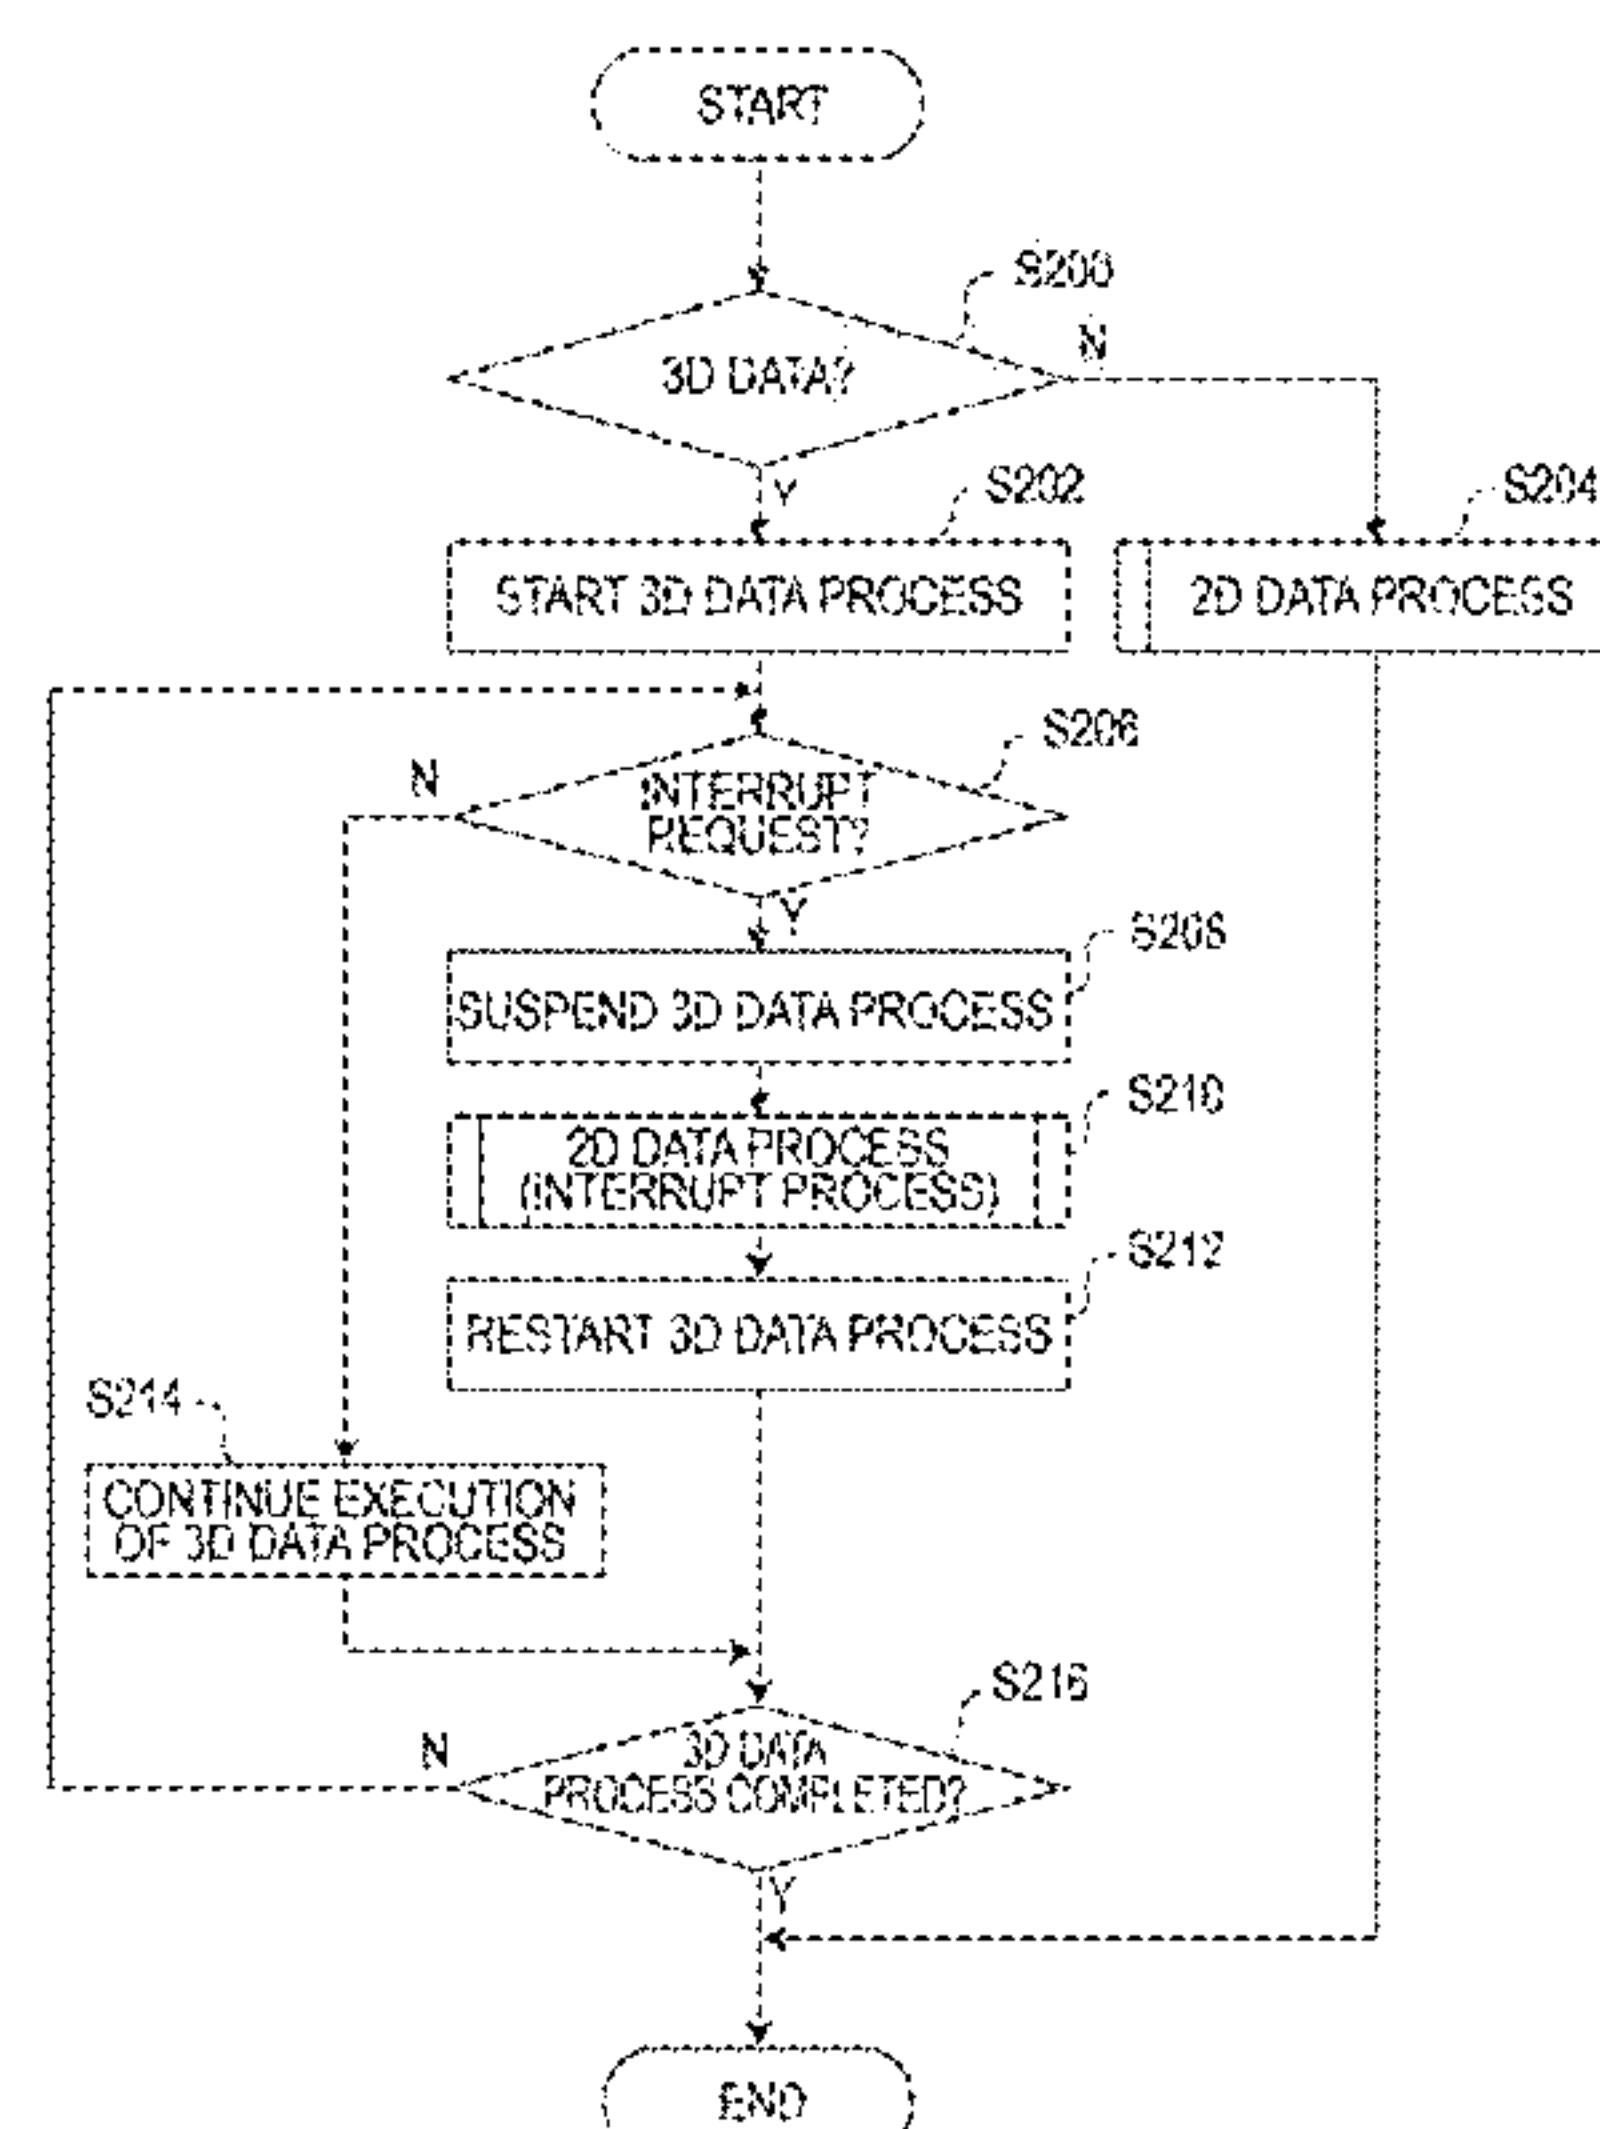 START
S200
3D DATA?
N
Y
S202
S204
START 3D DATA PROCESS
2D DATA PROCESS
S206
N
INTERRUPT
REQUEST?
Y
S208
SUSPEND 3D DATA PROCESS
S210
2D DATA PROCESS
(INTERRUPT PROCESS)
S212
RESTART 3D DATA PROCESS
S214
CONTINUE EXECUTION
OF 3D DATA PROCESS
S216
N
3D DATA
PROCESS COMPLETED?
Y
END